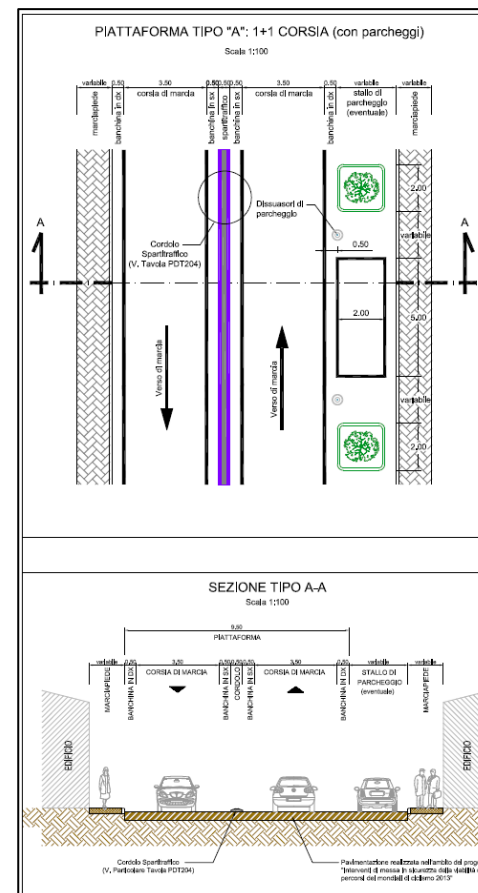 PIATTAFORMA TIPO "A": 1+1 CORSIA (con parcheggi)
Scala 1:100
variabile 0.50 3.50 0.50 0.50 0.50 3.50 0.50 variabile variabile
marciapiede
banchina in dx
corsia di marcia
banchina in sx
spartitraffico
banchina in sx
corsia di marcia
banchina in dx
stallo di
parcheggio
(eventuale)
marciapiede
2.00
Dissuasori di
parcheggio
A
variabile
A
Cordolo
Spartitraffico
(V. Tavola PDT204)
0.50
2.00
5.00
Verso di marcia
Verso di marcia
variabile
2.00
SEZIONE TIPO A-A
Scala 1:100
9,50
PIATTAFORMA
variabile 0,50 3,50 0,50 0,50 0,50 3,50 0,50 variabile variabile
MARCIAPIEDE
BANCHINA IN DX
CORSIA DI MARCIA
BANCHINA IN SX
CORDOLO
BANCHINA IN SX
CORSIA DI MARCIA
BANCHINA IN DX
STALLO DI
PARCHEGGIO
(eventuale)
MARCIAPIEDE
EDIFICIO
EDIFICIO
Cordolo Spartitraffico
(V. Particolare Tavola PDT204)
Pavimentazione realizzata nell'ambito del proge
"Interventi di messa in sicurezza della viabilità
percorsi dei mondiali di ciclismo 2013"